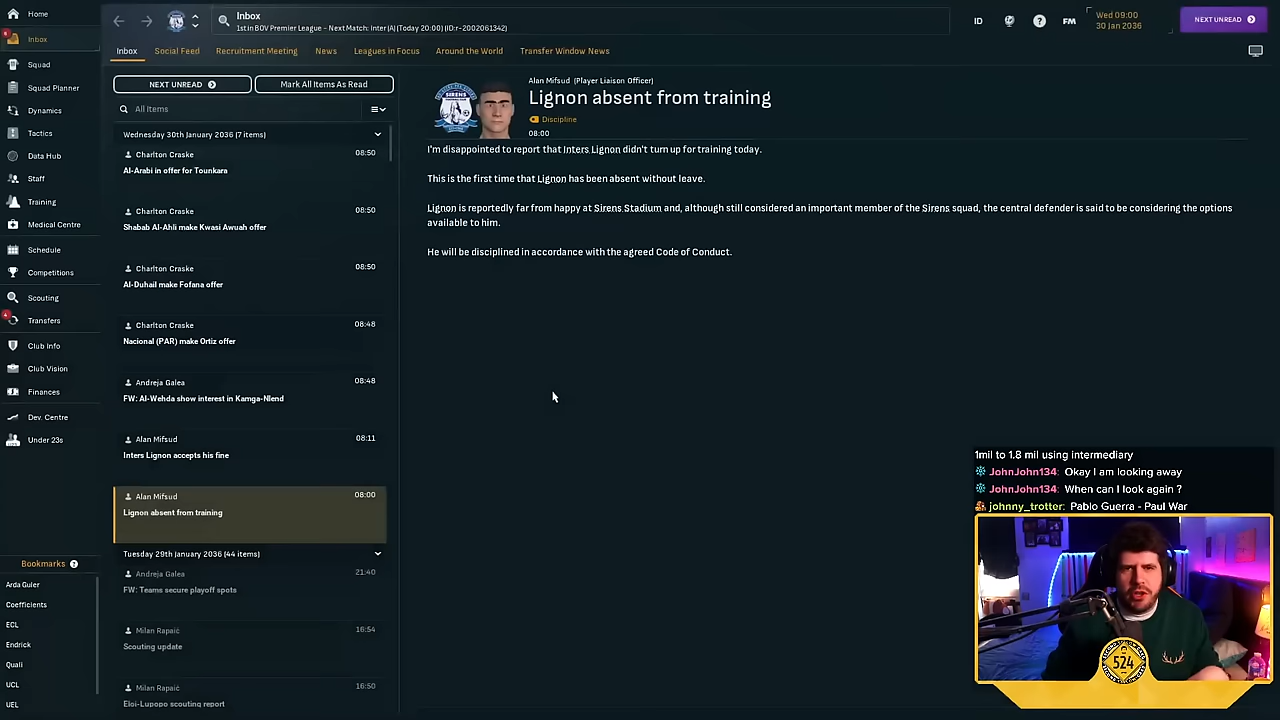 Home
Inbox
Squad
Squad Planner
Dynamics
Tactics
Data Hub
Staff
Training
Medical Centre
Schedule
Competitions
Scouting
Transfers
Club Info
Club Vision
Finances
Dev. Centre
Under 23s
Bookmarks
Arda Guler
Coefficients
ECL
Endrick
Quali
UCL
UEL
Inbox
1st in BOV Premier League - Next Match: Inter (A) (Today 20:00) (ID:r-2002061342)
ID
FM
Wed 09:00
30 Jan 2036
NEXT UNREAD
Inbox Social Feed Recruitment Meeting News Leagues in Focus Around the World Transfer Window News
NEXT UNREAD
Mark All Items As Read
All Items
Wednesday 30th January 2036 (7 items)
Charlton Craske 08:50
Al-Arabi in offer for Tounkara
Charlton Craske 08:50
Shabab Al-Ahli make Kwasi Awuah offer
Charlton Craske 08:50
Al-Duhail make Fofana offer
Charlton Craske 08:48
Nacional (PAR) make Ortiz offer
Andreja Galea 08:48
FW: Al-Wehda show interest in Kamga-Nlend
Alan Mifsud 08:11
Inters Lignon accepts his fine
Alan Mifsud 08:00
Lignon absent from training
Tuesday 29th January 2036 (44 items)
Andreja Galea 21:40
FW: Teams secure playoff spots
Milan Rapaić 16:54
Scouting update
Milan Rapaić 16:50
Eloi-Lupopo scouting report
SIRENS
Alan Mifsud (Player Liaison Officer)
Lignon absent from training
Discipline
08:00
I'm disappointed to report that Inters Lignon didn't turn up for training today.
This is the first time that Lignon has been absent without leave.
Lignon is reportedly far from happy at Sirens Stadium and, although still considered an important member of the Sirens squad, the central defender is said to be considering the options
available to him.
He will be disciplined in accordance with the agreed Code of Conduct.
1mil to 1.8 mil using intermediary
JohnJohn134: Okay I am looking away
JohnJohn134: When can I look again ?
johnny_trotter: Pablo Guerra - Paul War
524